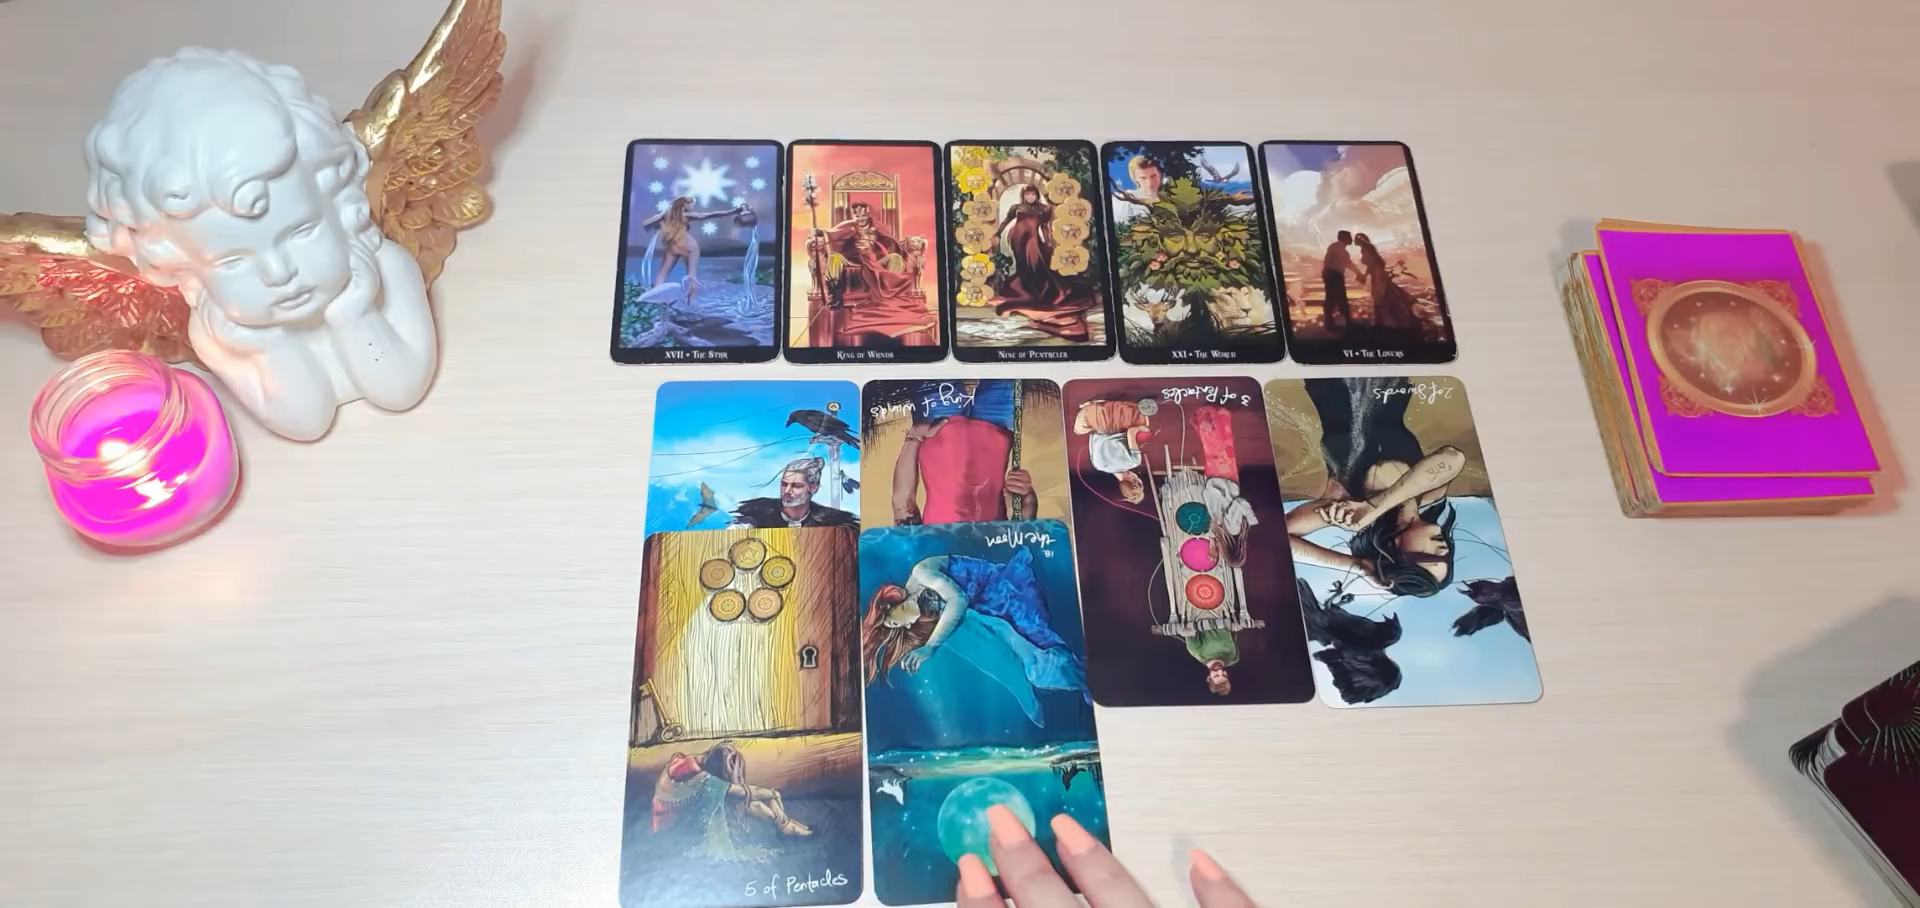 XVII • The Star
King of Wands
Nine of Pentacles
XXI • The World
VI • The Lovers
King of Wands
3 of Pentacles
2 of Swords
18. the Moon
5 of Pentacles